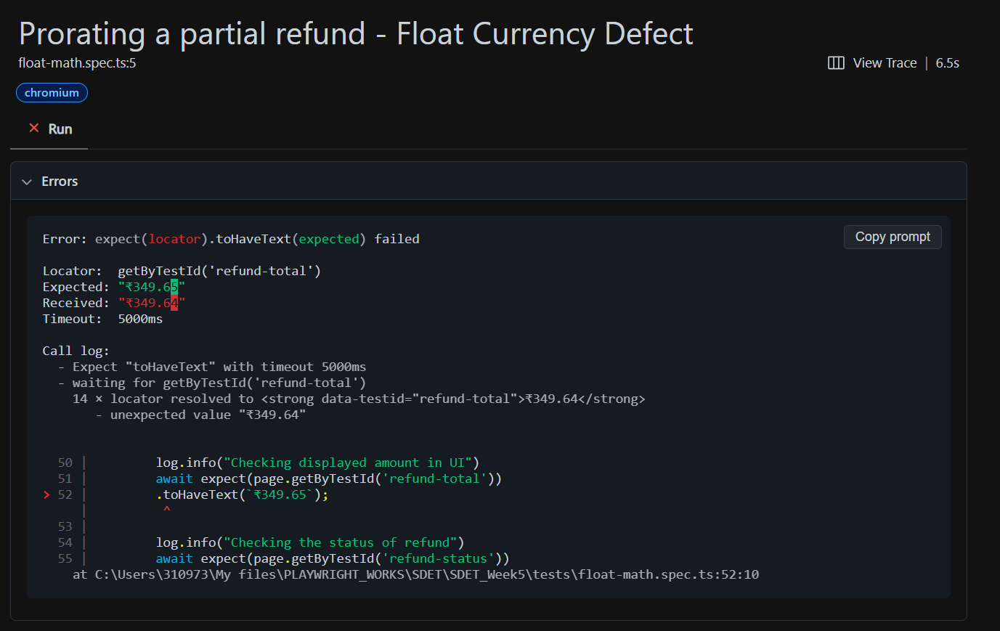 Prorating a partial refund - Float Currency Defect
float-math.spec.ts:5
View Trace | 6.5s
chromium
✕ Run
Errors
Copy prompt
Error: expect(locator).toHaveText(expected) failed
Locator:  getByTestId('refund-total')
Expected: "₹349.65"
Received: "₹349.64"
Timeout:  5000ms
Call log:
  - Expect "toHaveText" with timeout 5000ms
  - waiting for getByTestId('refund-total')
    14 × locator resolved to <strong data-testid="refund-total">₹349.64</strong>
       - unexpected value "₹349.64"
  50 |         log.info("Checking displayed amount in UI")
  51 |         await expect(page.getByTestId('refund-total'))
> 52 |         .toHaveText(`₹349.65`);
     |          ^
  53 |
  54 |         log.info("Checking the status of refund")
  55 |         await expect(page.getByTestId('refund-status'))
    at C:\Users\310973\My files\PLAYWRIGHT_WORKS\SDET\SDET_Week5\tests\float-math.spec.ts:52:10